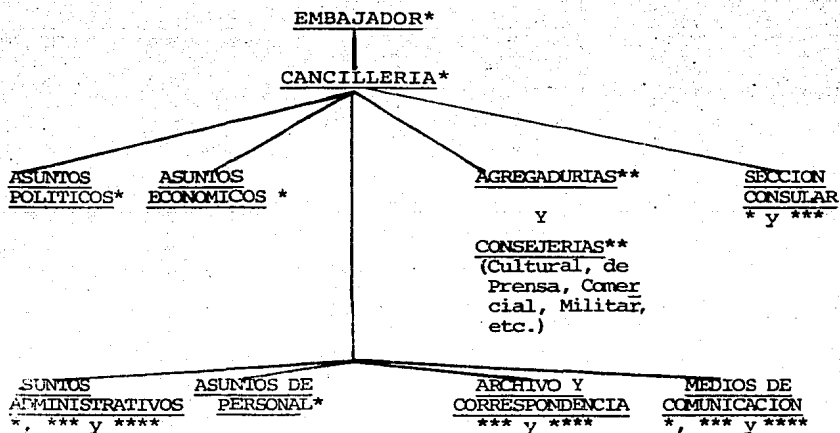 EMBAJADOR*
CANCILLERIA*
ASUNTOS
POLITICOS*
ASUNTOS
ECONOMICOS *
AGREGADURIAS**
Y
CONSEJERIAS**
(Cultural, de
Prensa, Comer
cial, Militar,
etc.)
SECCION
CONSULAR
* y ***
SUNTOS
ADMINISTRATIVOS
*, *** y ****
ASUNTOS DE
PERSONAL*
ARCHIVO Y
CORRESPONDENCIA
*** y ****
MEDIOS DE
COMUNICACION
*, *** y ****